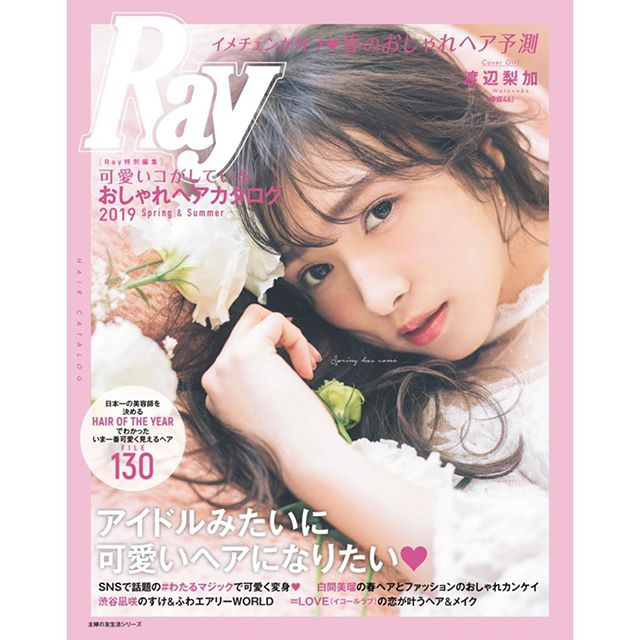 Ray
イメチェンがカギ♥春のおしゃれヘア予測
Cover Girl
渡辺梨加
Watanabe
(欅坂46)
[Ray特別編集]
可愛いコがしている
おしゃれヘアカタログ
2019 Spring & Summer
HAIR CATALOG
Spring has come
日本一の美容師を
決める
HAIR OF THE YEAR
でわかった
いま一番可愛く見えるヘア
FILE
130
アイドルみたいに
可愛いヘアになりたい♥
SNSで話題の#わたるマジックで可愛く変身♥ 白間美瑠の春ヘアとファッションのおしゃれカンケイ
渋谷凪咲のすけ&ふわエアリーWORLD =LOVE(イコールラブ)の恋が叶うヘア&メイク
主婦の友生活シリーズ